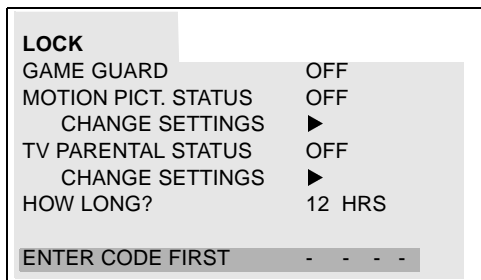 LOCK
GAME GUARD OFF
MOTION PICT. STATUS OFF
CHANGE SETTINGS ▶
TV PARENTAL STATUS OFF
CHANGE SETTINGS ▶
HOW LONG? 12 HRS
ENTER CODE FIRST - - - -